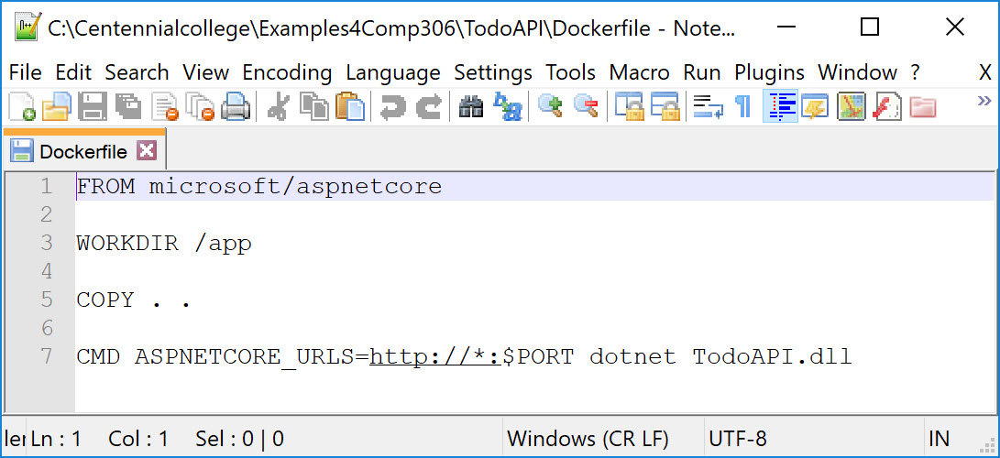 C:\Centennialcollege\Examples4Comp306\TodoAPI\Dockerfile - Note...
File Edit Search View Encoding Language Settings Tools Macro Run Plugins Window ? X
Dockerfile
1 FROM microsoft/aspnetcore
2
3 WORKDIR /app
4
5 COPY . .
6
7 CMD ASPNETCORE_URLS=http://*:$PORT dotnet TodoAPI.dll
Ln : 1 Col : 1 Sel : 0 | 0 Windows (CR LF) UTF-8 IN